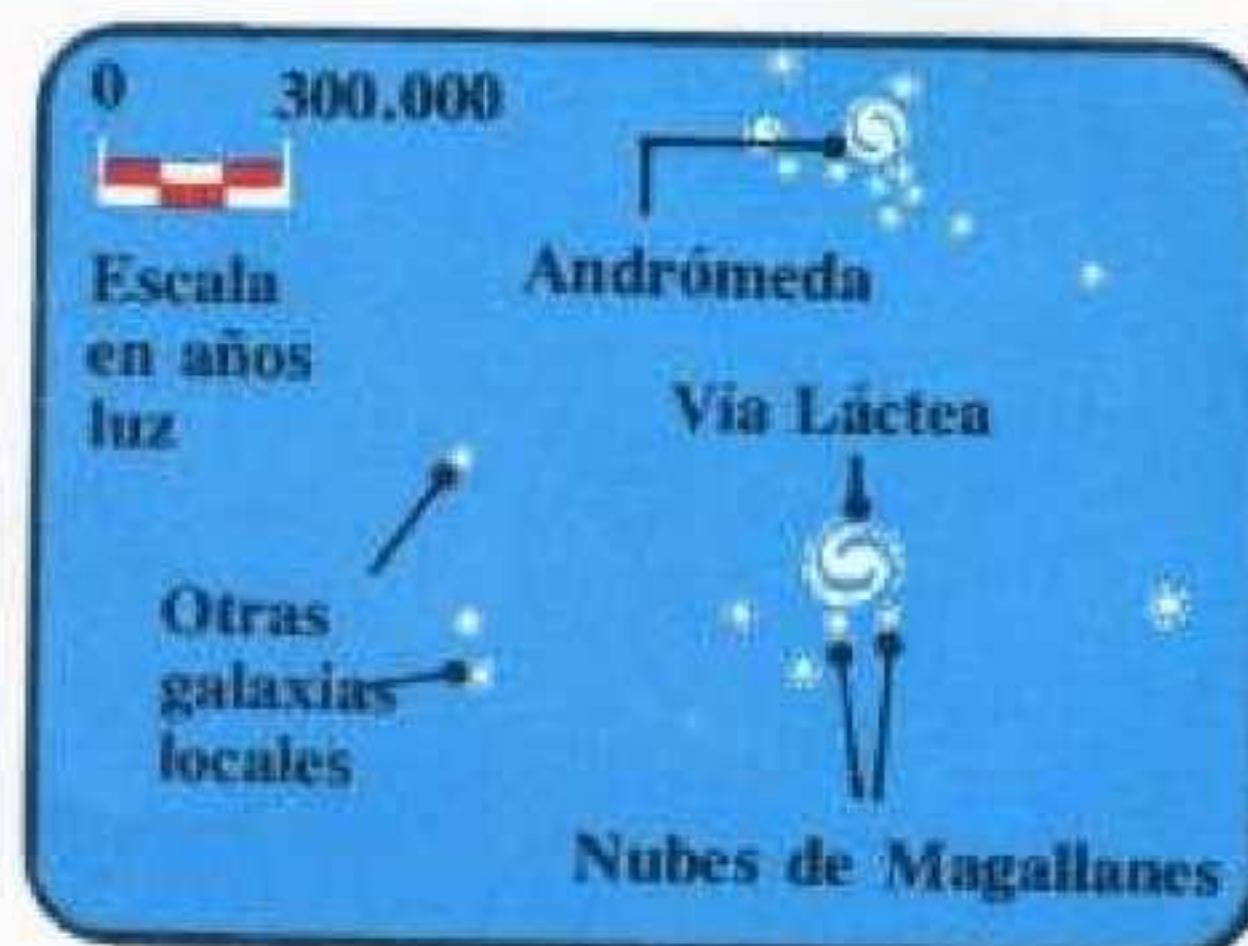 0 300.000
Escala
en años
luz
Andrómeda
Vía Láctea
Otras
galaxias
locales
Nubes de Magallanes